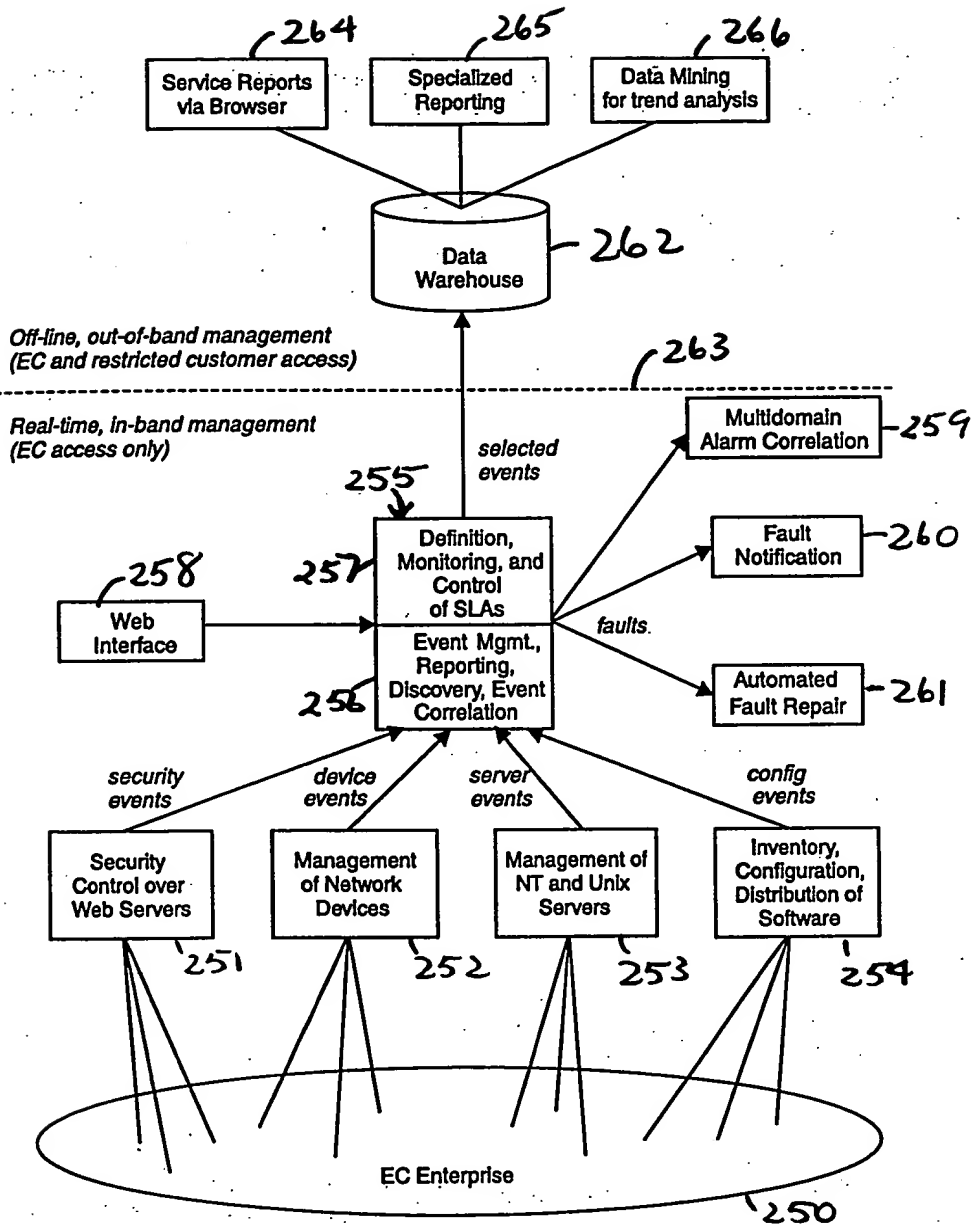 264
265
266
Service Reports
via Browser
Specialized
Reporting
Data Mining
for trend analysis
Data
Warehouse
262
Off-line, out-of-band management
(EC and restricted customer access)
263
Real-time, in-band management
(EC access only)
selected
events
Multidomain
Alarm Correlation
259
255
257
Definition,
Monitoring, and
Control
of SLAs
Fault
Notification
260
258
Web
Interface
faults.
256
Event Mgmt.,
Reporting,
Discovery, Event
Correlation
Automated
Fault Repair
261
security
events
device
events
server
events
config
events
Security
Control over
Web Servers
Management
of Network
Devices
Management of
NT and Unix
Servers
Inventory,
Configuration,
Distribution of
Software
251
252
253
254
EC Enterprise
250